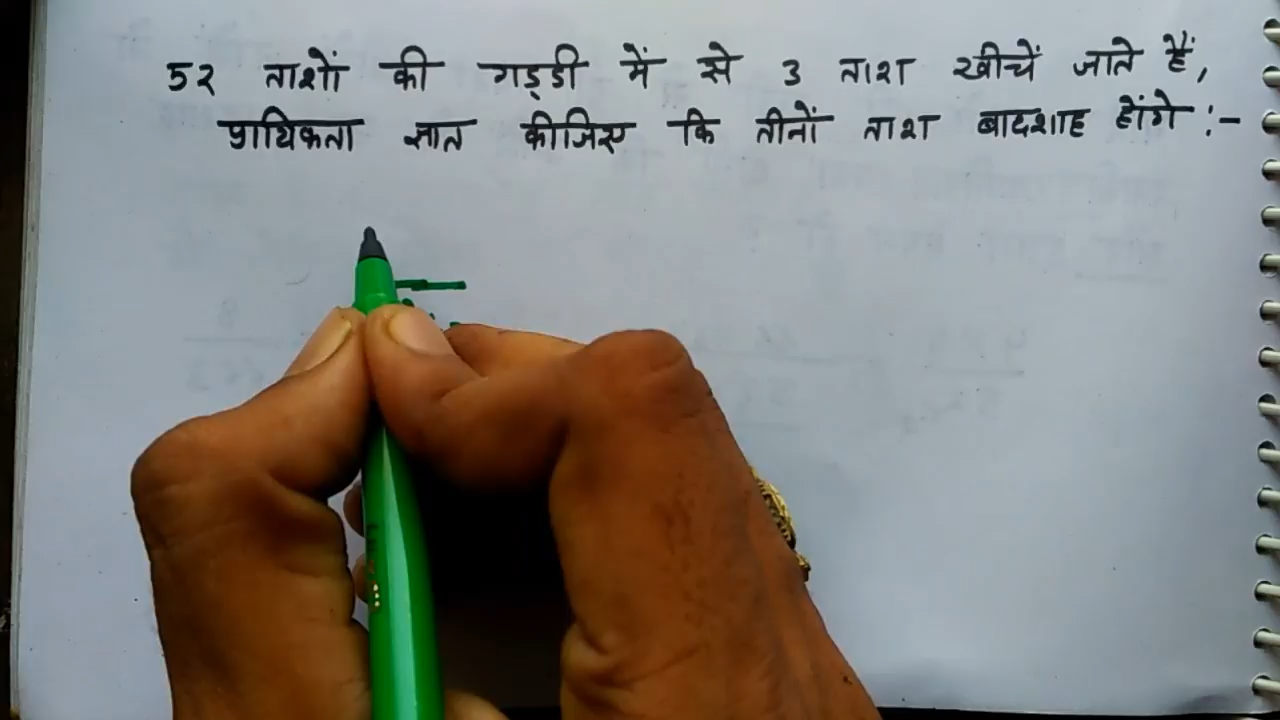 52 ताशों की गड्डी में से 3 ताश खीचें जाते हैं,
प्रायिकता ज्ञात कीजिए कि तीनों ताश बादशाह होंगे :-